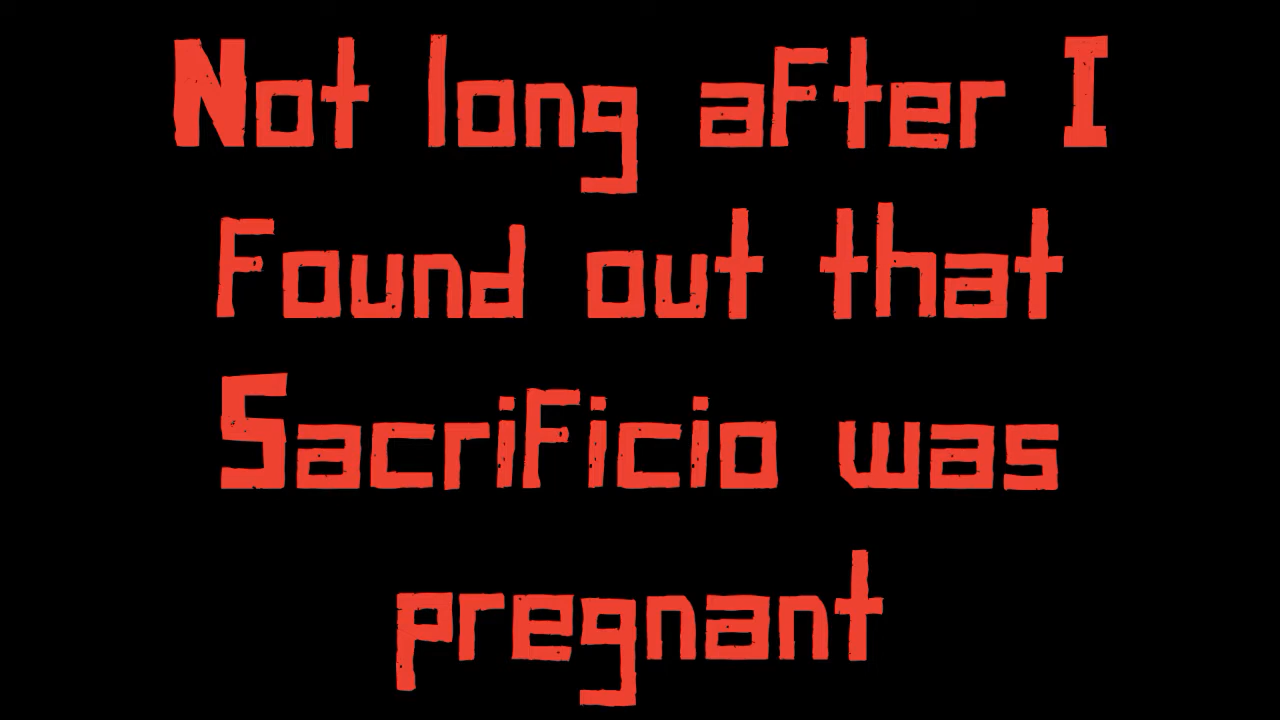 Not long after I
Found out that
Sacrificio was
pregnant